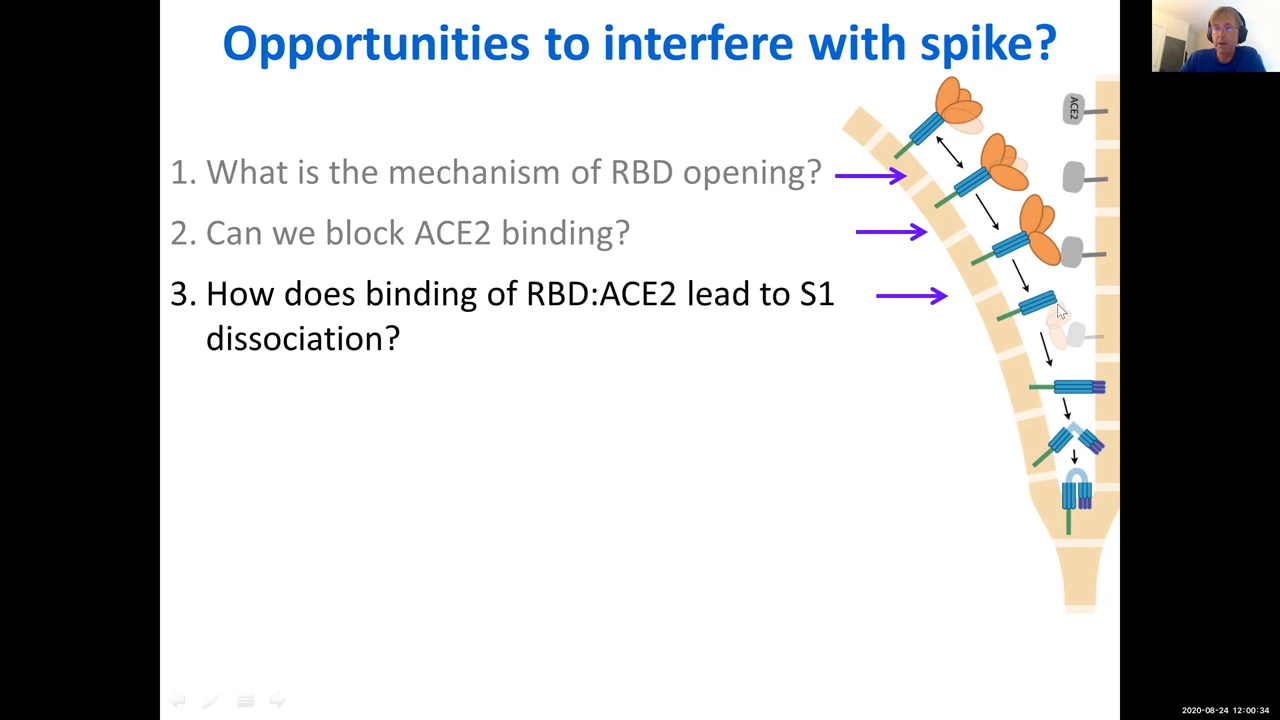 Opportunities to interfere with spike?
ACE2
1. What is the mechanism of RBD opening?
2. Can we block ACE2 binding?
3. How does binding of RBD:ACE2 lead to S1
dissociation?
2020-08-24 12:00:34